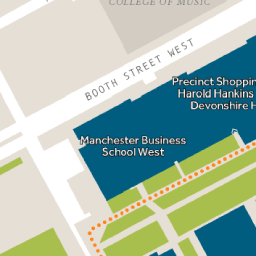 COLLEGE OF MUSIC
BOOTH STREET WEST
Precinct Shoppin
Harold Hankins
Devonshire H
Manchester Business
School West